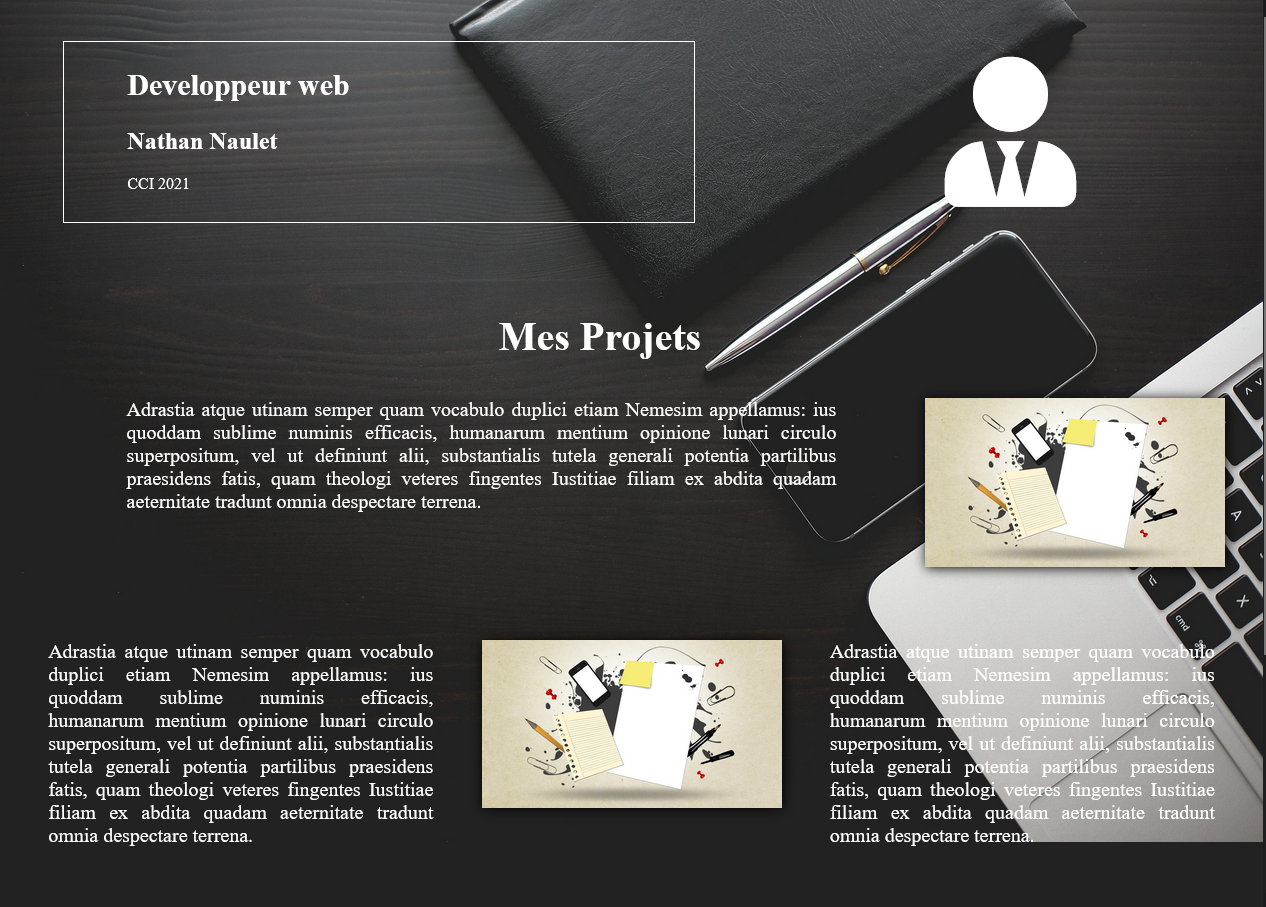 Developpeur web
Nathan Naulet
CCI 2021
Mes Projets
Adrastia atque utinam semper quam vocabulo duplici etiam Nemesim appellamus: ius
quoddam sublime numinis efficacis, humanarum mentium opinione lunari circulo
superpositum, vel ut definiunt alii, substantialis tutela generali potentia partilibus
praesidens fatis, quam theologi veteres fingentes Iustitiae filiam ex abdita quadam
aeternitate tradunt omnia despectare terrena.
A
X
cmd
⌘
Adrastia atque utinam semper quam vocabulo
duplici etiam Nemesim appellamus: ius
quoddam sublime numinis efficacis,
humanarum mentium opinione lunari circulo
superpositum, vel ut definiunt alii, substantialis
tutela generali potentia partilibus praesidens
fatis, quam theologi veteres fingentes Iustitiae
filiam ex abdita quadam aeternitate tradunt
omnia despectare terrena.
Adrastia atque utinam semper quam vocabulo
duplici etiam Nemesim appellamus: ius
quoddam sublime numinis efficacis,
humanarum mentium opinione lunari circulo
superpositum, vel ut definiunt alii, substantialis
tutela generali potentia partilibus praesidens
fatis, quam theologi veteres fingentes Iustitiae
filiam ex abdita quadam aeternitate tradunt
omnia despectare terrena.